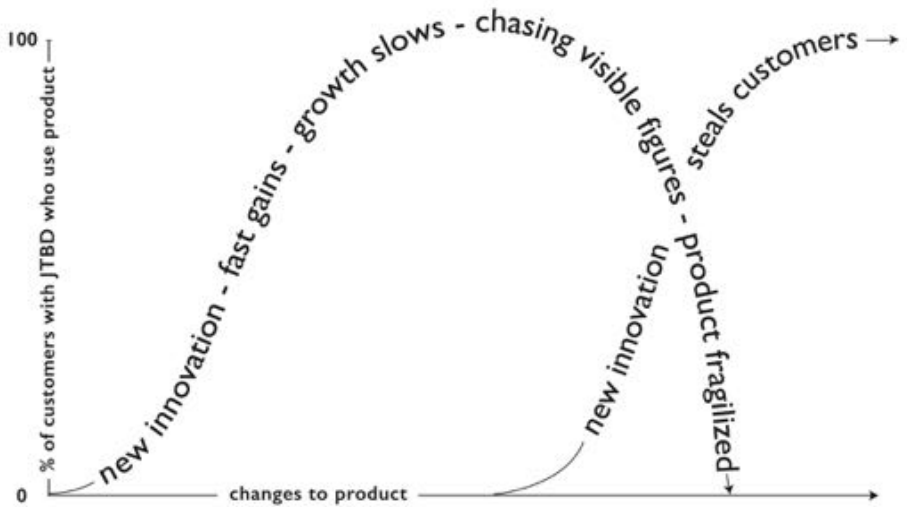 100
% of customers with JTBD who use product
0
new innovation - fast gains - growth slows - chasing visible figures - product fragilized
new innovation
steals customers
changes to product